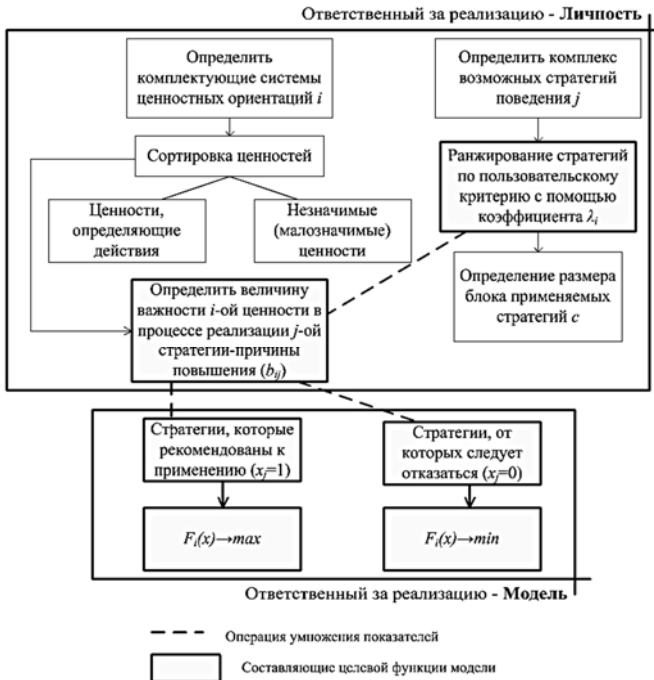 Ответственный за реализацию - Личность
Определить
комплектующие системы
ценностных ориентаций i
Определить комплекс
возможных стратегий
поведения j
Сортировка ценностей
Ранжирование стратегий
по пользовательскому
критерию с помощью
коэффициента λi
Ценности,
определяющие
действия
Незначимые
(малозначимые)
ценности
Определение размера
блока применяемых
стратегий c
Определить величину
важности i-ой ценности в
процессе реализации j-ой
стратегии-причины
повышения (bij)
Стратегии, которые
рекомендованы к
применению (xj=1)
Стратегии, от
которых следует
отказаться (xj=0)
Fi(x)→max
Fi(x)→min
Ответственный за реализацию - Модель
Операция умножения показателей
Составляющие целевой функции модели